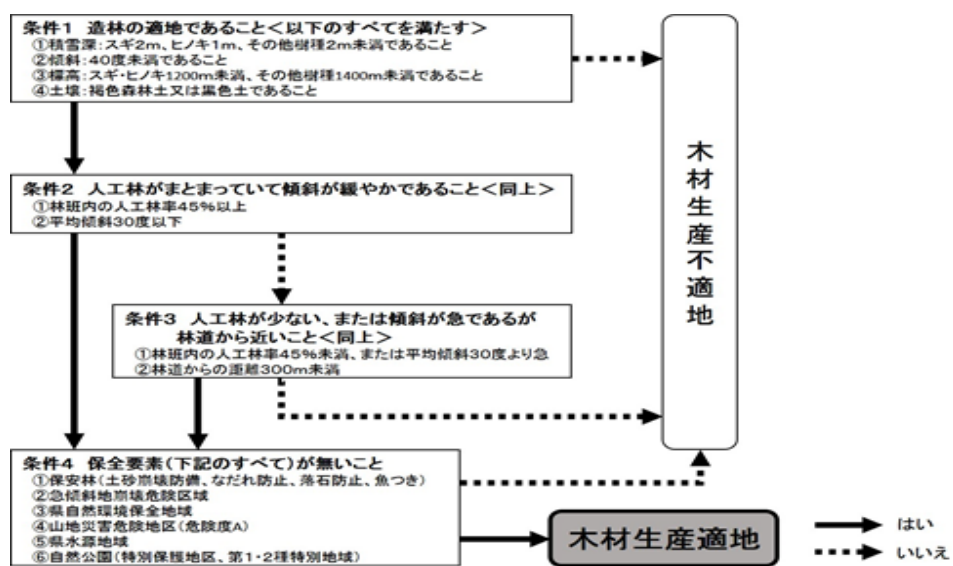 条件1 造林の適地であること<以下のすべてを満たす>
①積雪深:スギ2m、ヒノキ1m、その他樹種2m未満であること
②傾斜:40度未満であること
③標高:スギ・ヒノキ1200m未満、その他樹種1400m未満であること
④土壌:褐色森林土又は黒色土であること
条件2 人工林がまとまっていて傾斜が緩やかであること<同上>
①林班内の人工林率45%以上
②平均傾斜30度以下
条件3 人工林が少ない、または傾斜が急であるが
林道から近いこと<同上>
①林班内の人工林率45%未満、または平均傾斜30度より急
②林道からの距離300m未満
条件4 保全要素(下記のすべて)が無いこと
①保安林(土砂崩壊防備、なだれ防止、落石防止、魚つき)
②急傾斜地崩壊危険区域
③県自然環境保全地域
④山地災害危険地区(危険度A)
⑤県水源地域
⑥自然公園(特別保護地区、第1・2種特別地域)
木材生産不適地
木材生産適地
はい
いいえ